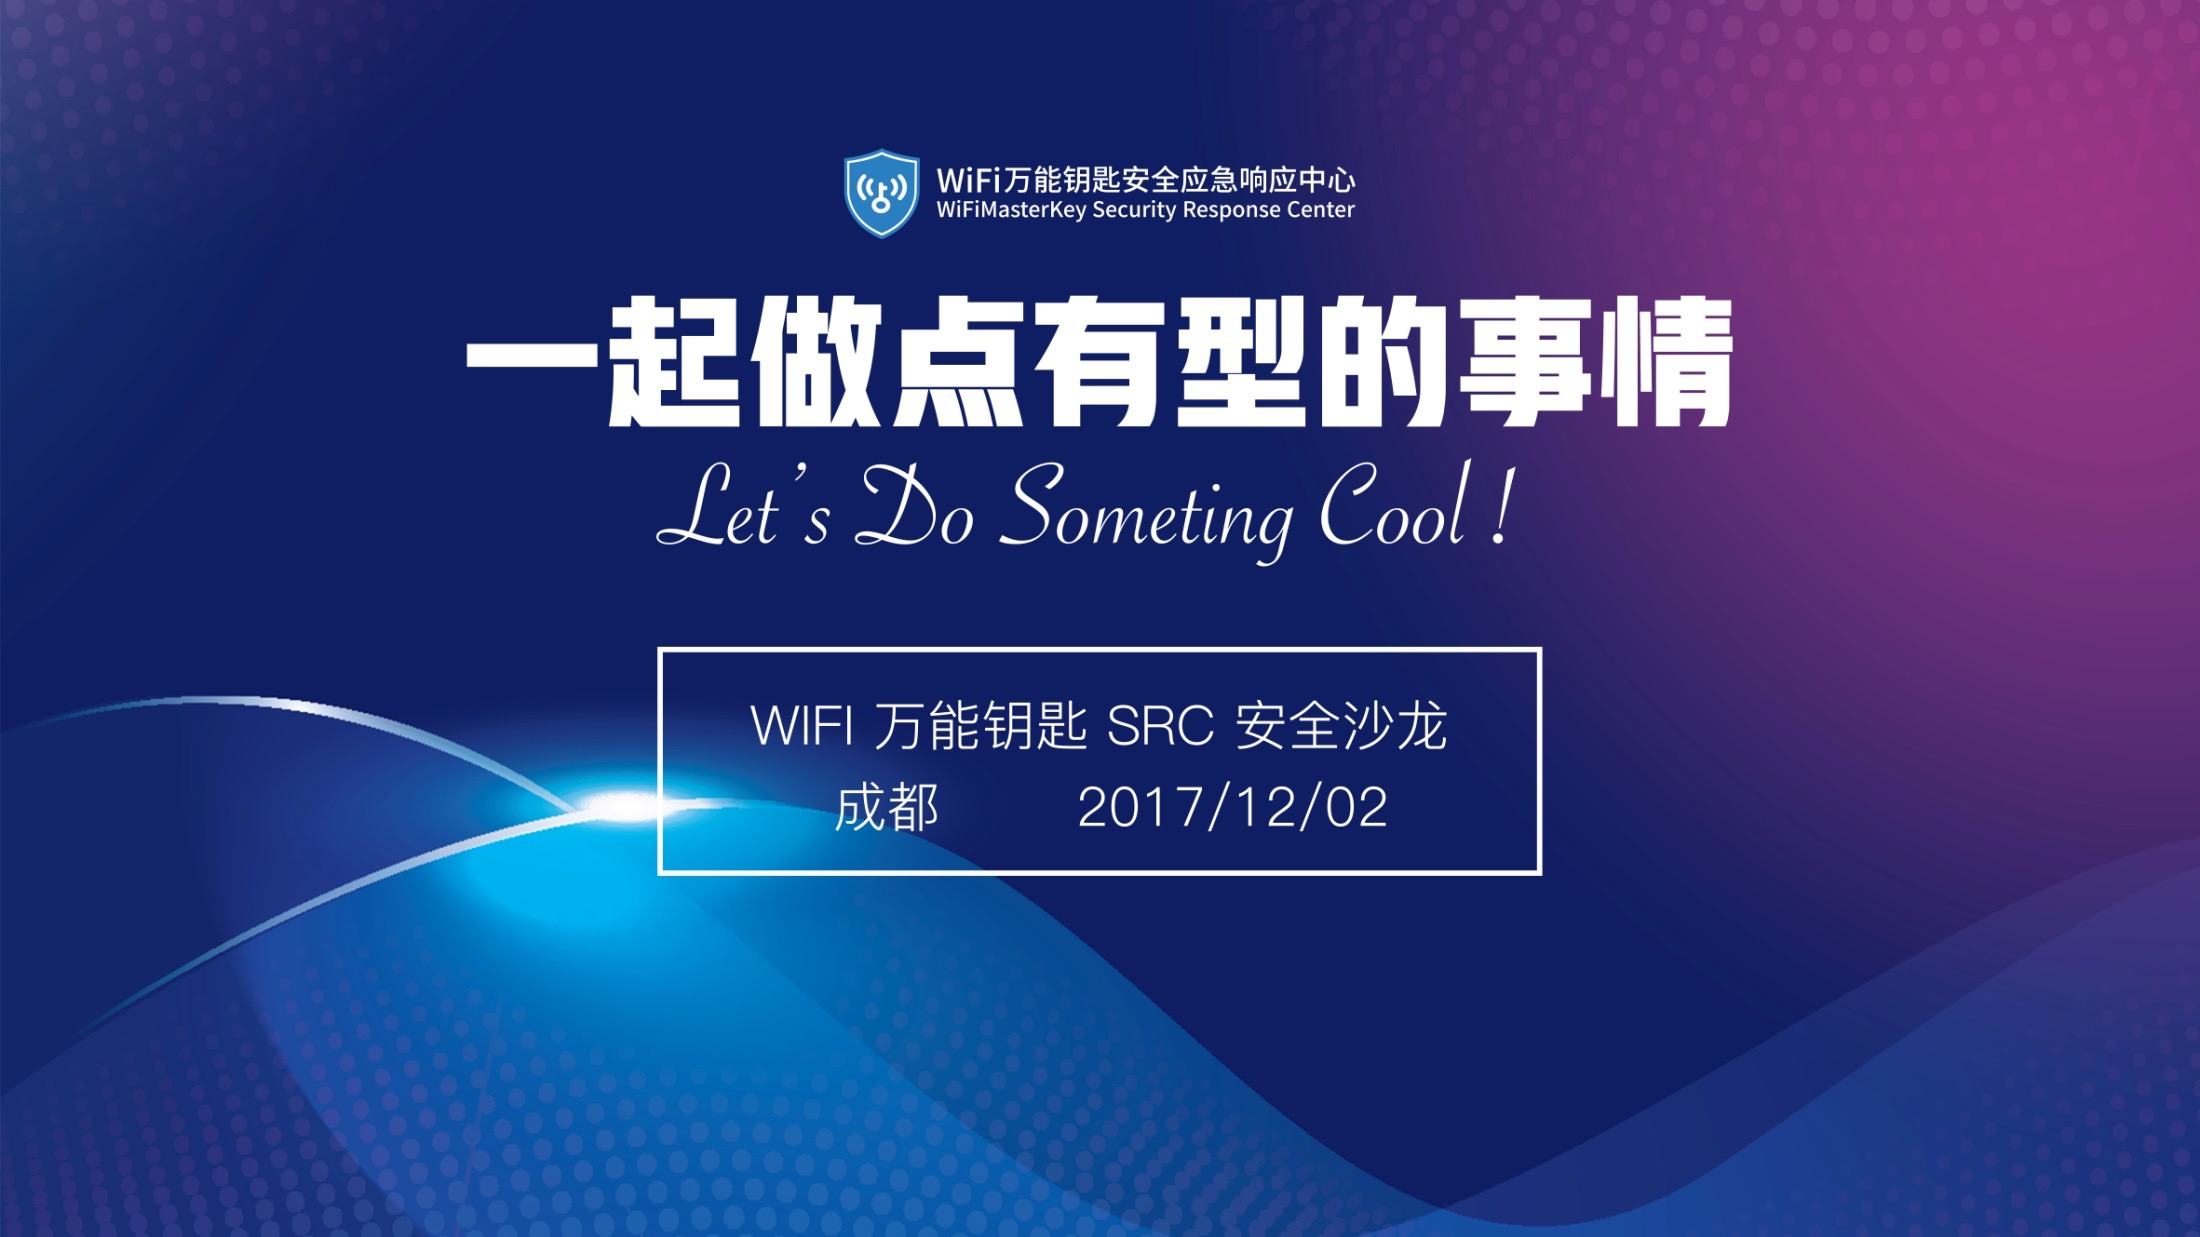 WiFi万能钥匙安全应急响应中心
WiFiMasterKey Security Response Center
一起做点有型的事情
Let's Do Someting Cool !
WIFI 万能钥匙 SRC 安全沙龙
成都 2017/12/02